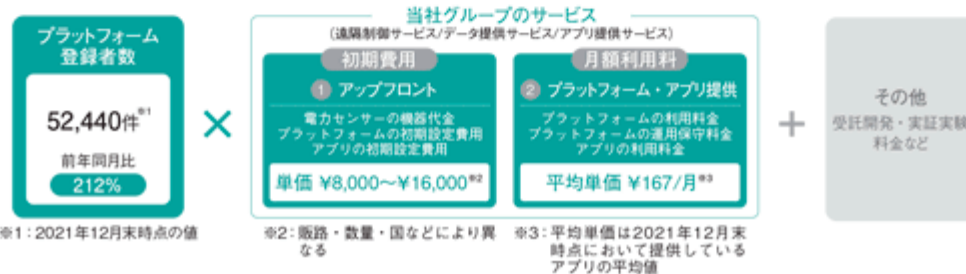 当社グループのサービス
(遠隔制御サービス/データ提供サービス/アプリ提供サービス)
プラットフォーム
登録者数
52,440件※1
前年同月比
212%
×
初期費用
1 アップフロント
電力センサーの機器代金
プラットフォームの初期設定費用
アプリの初期設定費用
単価 ¥8,000〜¥16,000※2
月額利用料
2 プラットフォーム・アプリ提供
プラットフォームの利用料金
プラットフォームの運用保守料金
アプリの利用料金
平均単価 ¥167/月※3
+
その他
受託開発・実証実験
料金など
※1：2021年12月末時点の値
※2：販路・数量・国などにより異
なる
※3：平均単価は2021年12月末
時点において提供している
アプリの平均値